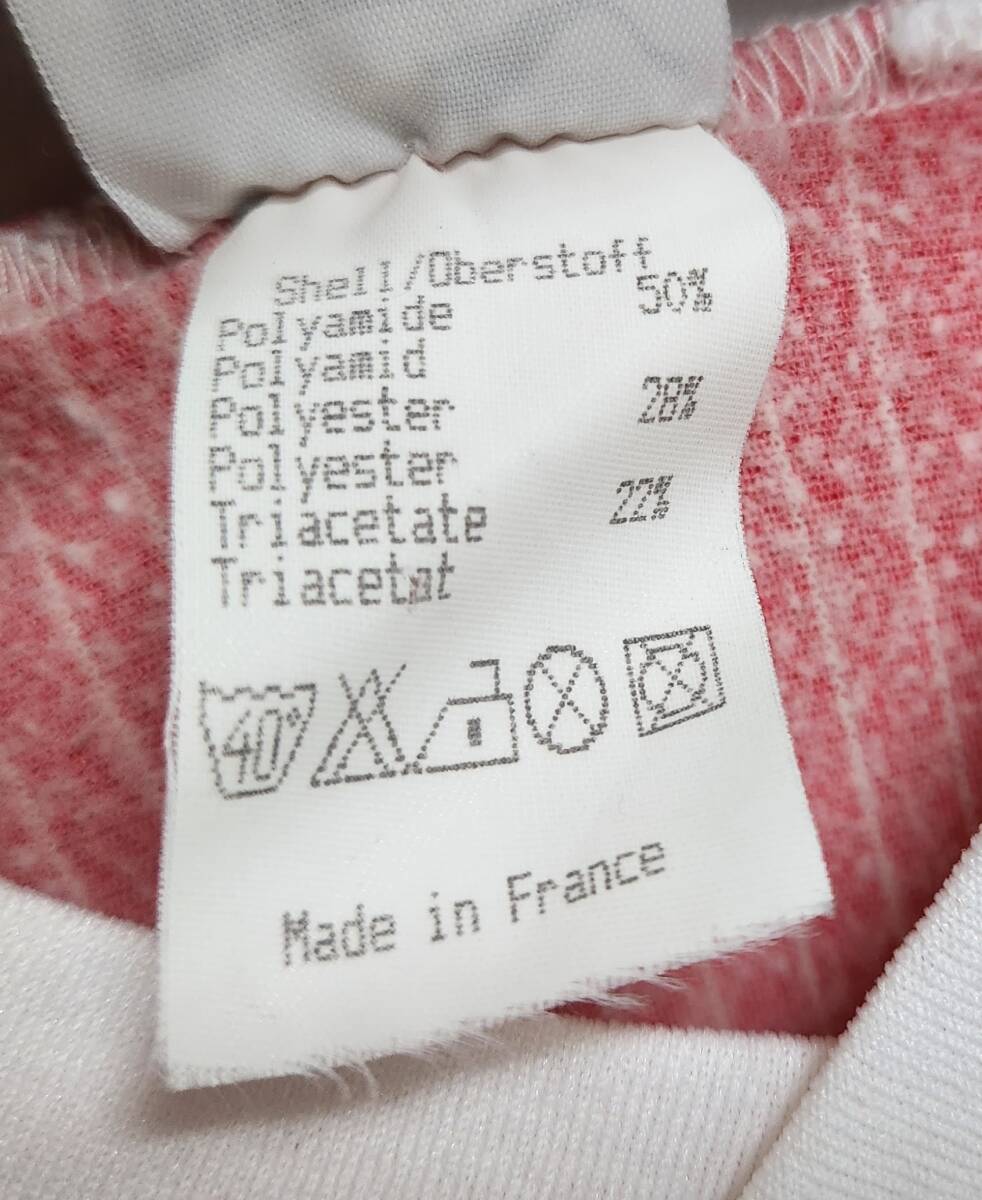 Shell/Oberstoff
Polyamide 50%
Polyamid
Polyester 28%
Polyester
Triacetate 22%
Triacetat
40°
Made in France